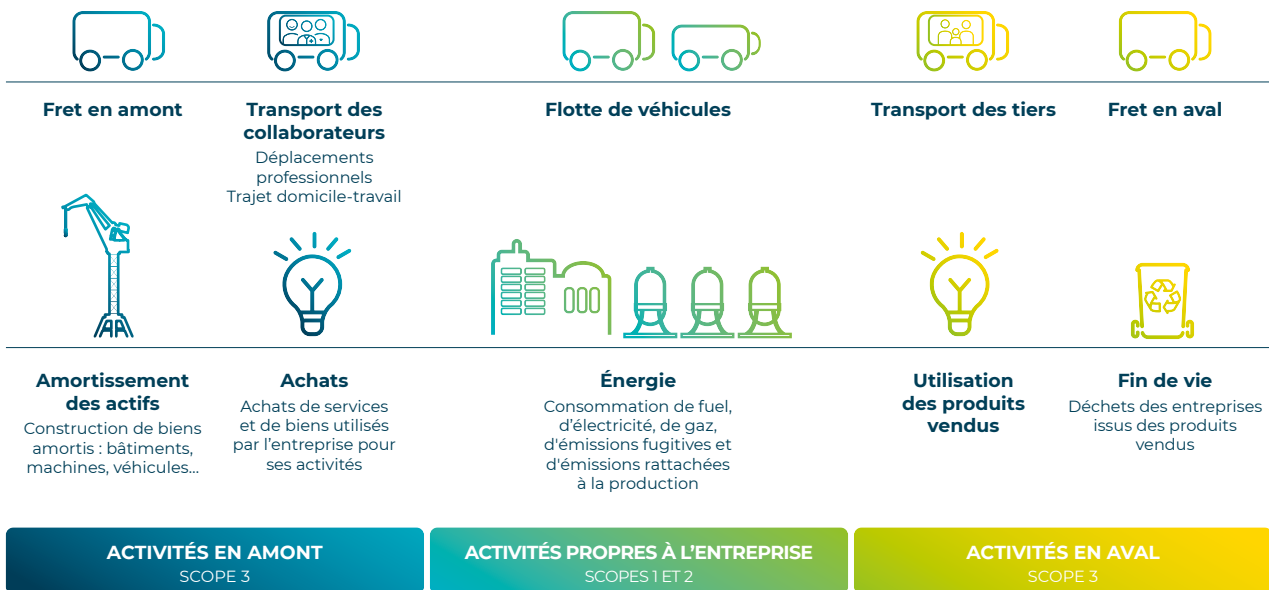 Fret en amont
Transport des
collaborateurs
Déplacements
professionnels
Trajet domicile-travail
Flotte de véhicules
Transport des tiers
Fret en aval
Amortissement
des actifs
Construction de biens
amortis : bâtiments,
machines, véhicules...
Achats
Achats de services
et de biens utilisés
par l’entreprise pour
ses activités
Énergie
Consommation de fuel,
d’électricité, de gaz,
d'émissions fugitives et
d'émissions rattachées
à la production
Utilisation
des produits
vendus
Fin de vie
Déchets des entreprises
issus des produits
vendus
ACTIVITÉS EN AMONT
SCOPE 3
ACTIVITÉS PROPRES À L’ENTREPRISE
SCOPES 1 ET 2
ACTIVITÉS EN AVAL
SCOPE 3